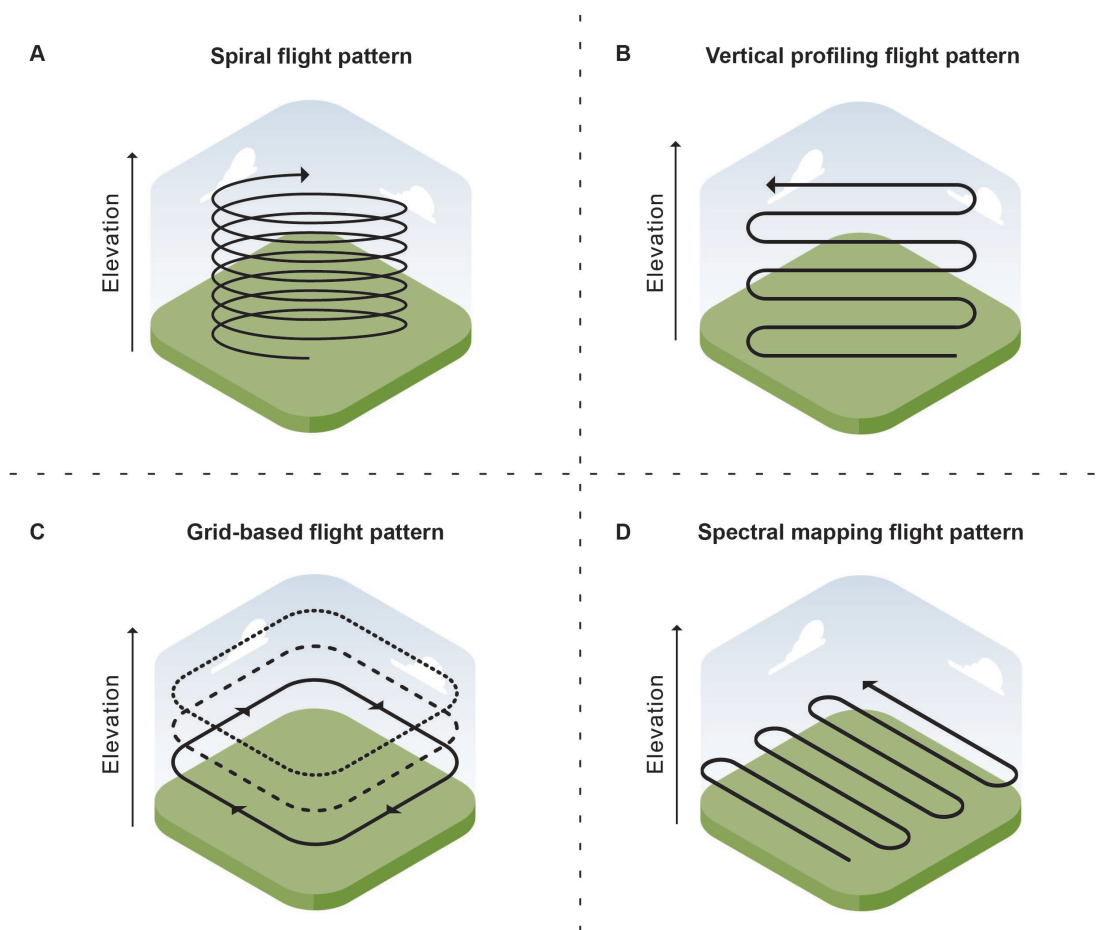 A
Spiral flight pattern
Elevation
B
Vertical profiling flight pattern
Elevation
C
Grid-based flight pattern
Elevation
D
Spectral mapping flight pattern
Elevation